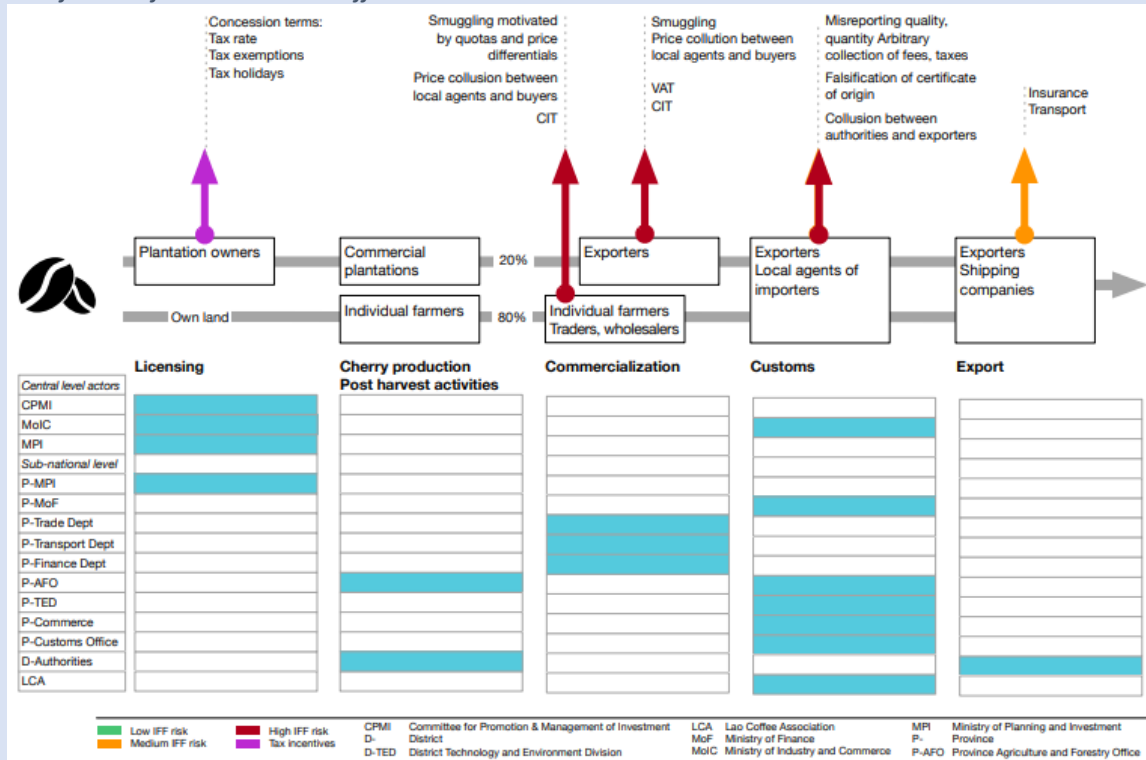 Concession terms:
Tax rate
Tax exemptions
Tax holidays
Smuggling motivated
by quotas and price
differentials
Price collusion between
local agents and buyers
CIT
Smuggling
Price collution between
local agents and buyers
VAT
CIT
Misreporting quality,
quantity Arbitrary
collection of fees, taxes
Falsification of certificate
of origin
Collusion between
authorities and exporters
Insurance
Transport
Plantation owners
Commercial
plantations
20%
Exporters
Exporters
Local agents of
importers
Exporters
Shipping
companies
Own land
Individual farmers
80%
Individual farmers
Traders, wholesalers
Licensing
Cherry production
Post harvest activities
Commercialization
Customs
Export
Central level actors
CPMI
MoIC
MPI
Sub-national level
P-MPI
P-MoF
P-Trade Dept
P-Transport Dept
P-Finance Dept
P-AFO
P-TED
P-Commerce
P-Customs Office
D-Authorities
LCA
Low IFF risk
Medium IFF risk
High IFF risk
Tax incentives
CPMI Committee for Promotion & Management of Investment
D- District
D-TED District Technology and Environment Division
LCA Lao Coffee Association
MoF Ministry of Finance
MoIC Ministry of Industry and Commerce
MPI Ministry of Planning and Investment
P- Province
P-AFO Province Agriculture and Forestry Office